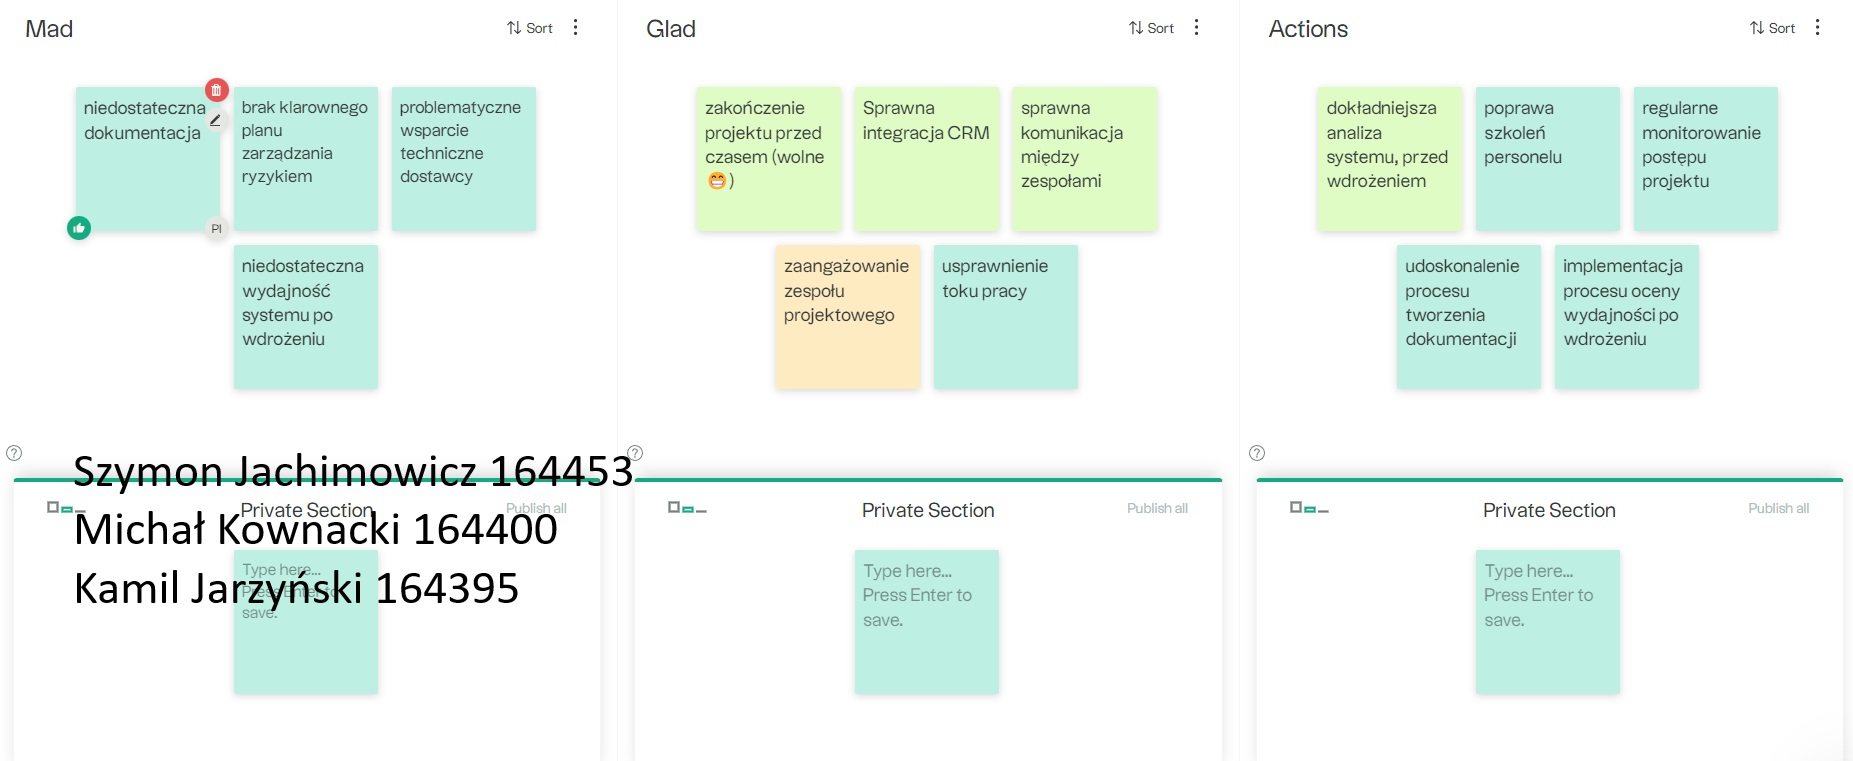 Mad
Sort
niedostateczna
dokumentacja
PI
brak klarownego
planu
zarządzania
ryzykiem
problematyczne
wsparcie
techniczne
dostawcy
niedostateczna
wydajność
systemu po
wdrożeniu
Glad
Sort
zakończenie
projektu przed
czasem (wolne
😁)
Sprawna
integracja CRM
sprawna
komunikacja
między
zespołami
zaangażowanie
zespołu
projektowego
usprawnienie
toku pracy
Actions
Sort
dokładniejsza
analiza
systemu, przed
wdrożeniem
poprawa
szkoleń
personelu
regularne
monitorowanie
postępu
projektu
udoskonalenie
procesu
tworzenia
dokumentacji
implementacja
procesu oceny
wydajności po
wdrożeniu
?
?
?
Szymon Jachimowicz 164453
Michał Kownacki 164400
Kamil Jarzyński 164395
Private Section
Publish all
Type here...
Press Enter to
save.
Private Section
Publish all
Type here...
Press Enter to
save.
Private Section
Publish all
Type here...
Press Enter to
save.